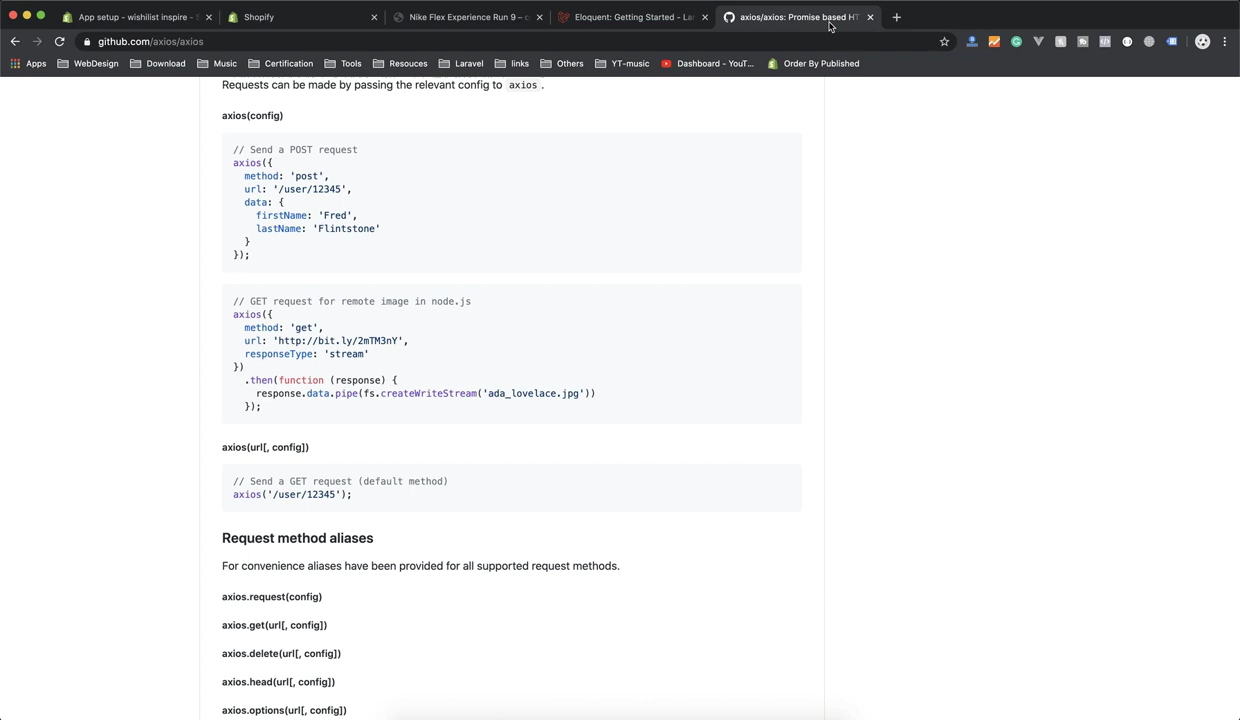 App setup - wishilist inspire - S
Shopify
Nike Flex Experience Run 9 – c
Eloquent: Getting Started - Lar
axios/axios: Promise based HT
github.com/axios/axios
Apps
WebDesign
Download
Music
Certification
Tools
Resouces
Laravel
links
Others
YT-music
Dashboard - YouT...
Order By Published
Requests can be made by passing the relevant config to axios.
axios(config)
// Send a POST request
axios({
  method: 'post',
  url: '/user/12345',
  data: {
    firstName: 'Fred',
    lastName: 'Flintstone'
  }
});
// GET request for remote image in node.js
axios({
  method: 'get',
  url: 'http://bit.ly/2mTM3nY',
  responseType: 'stream'
})
  .then(function (response) {
    response.data.pipe(fs.createWriteStream('ada_lovelace.jpg'))
  });
axios(url[, config])
// Send a GET request (default method)
axios('/user/12345');
Request method aliases
For convenience aliases have been provided for all supported request methods.
axios.request(config)
axios.get(url[, config])
axios.delete(url[, config])
axios.head(url[, config])
axios.options(url[, config])